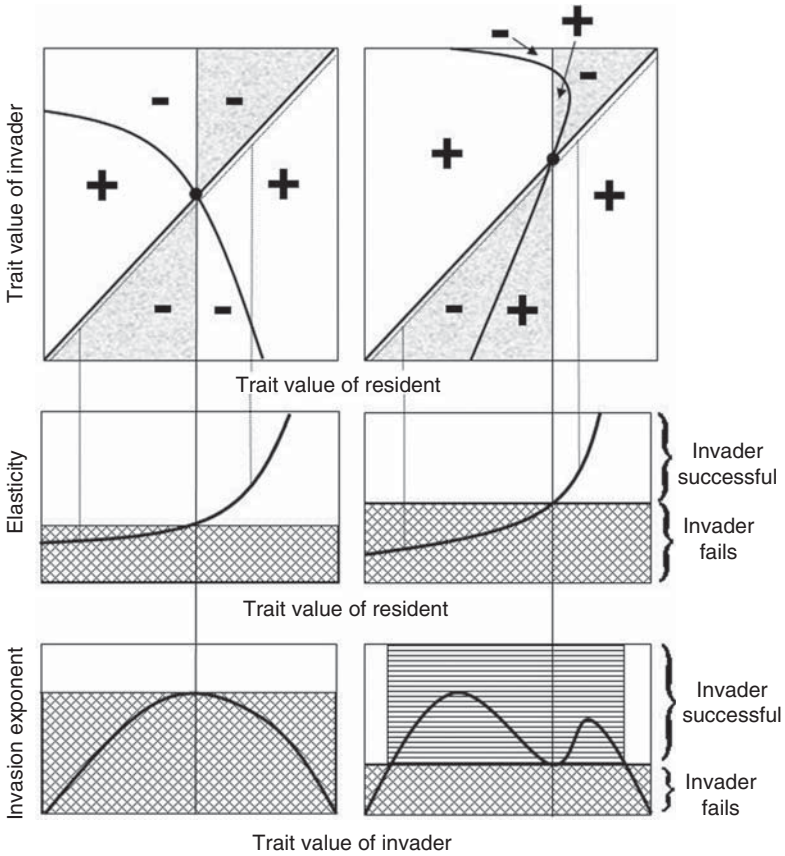 - +
- - -
+ + + +
- - - +
Trait value of invader
Trait value of resident
Elasticity
Invader
successful
Invader
fails
Trait value of resident
Invasion exponent
Invader
successful
Invader
fails
Trait value of invader